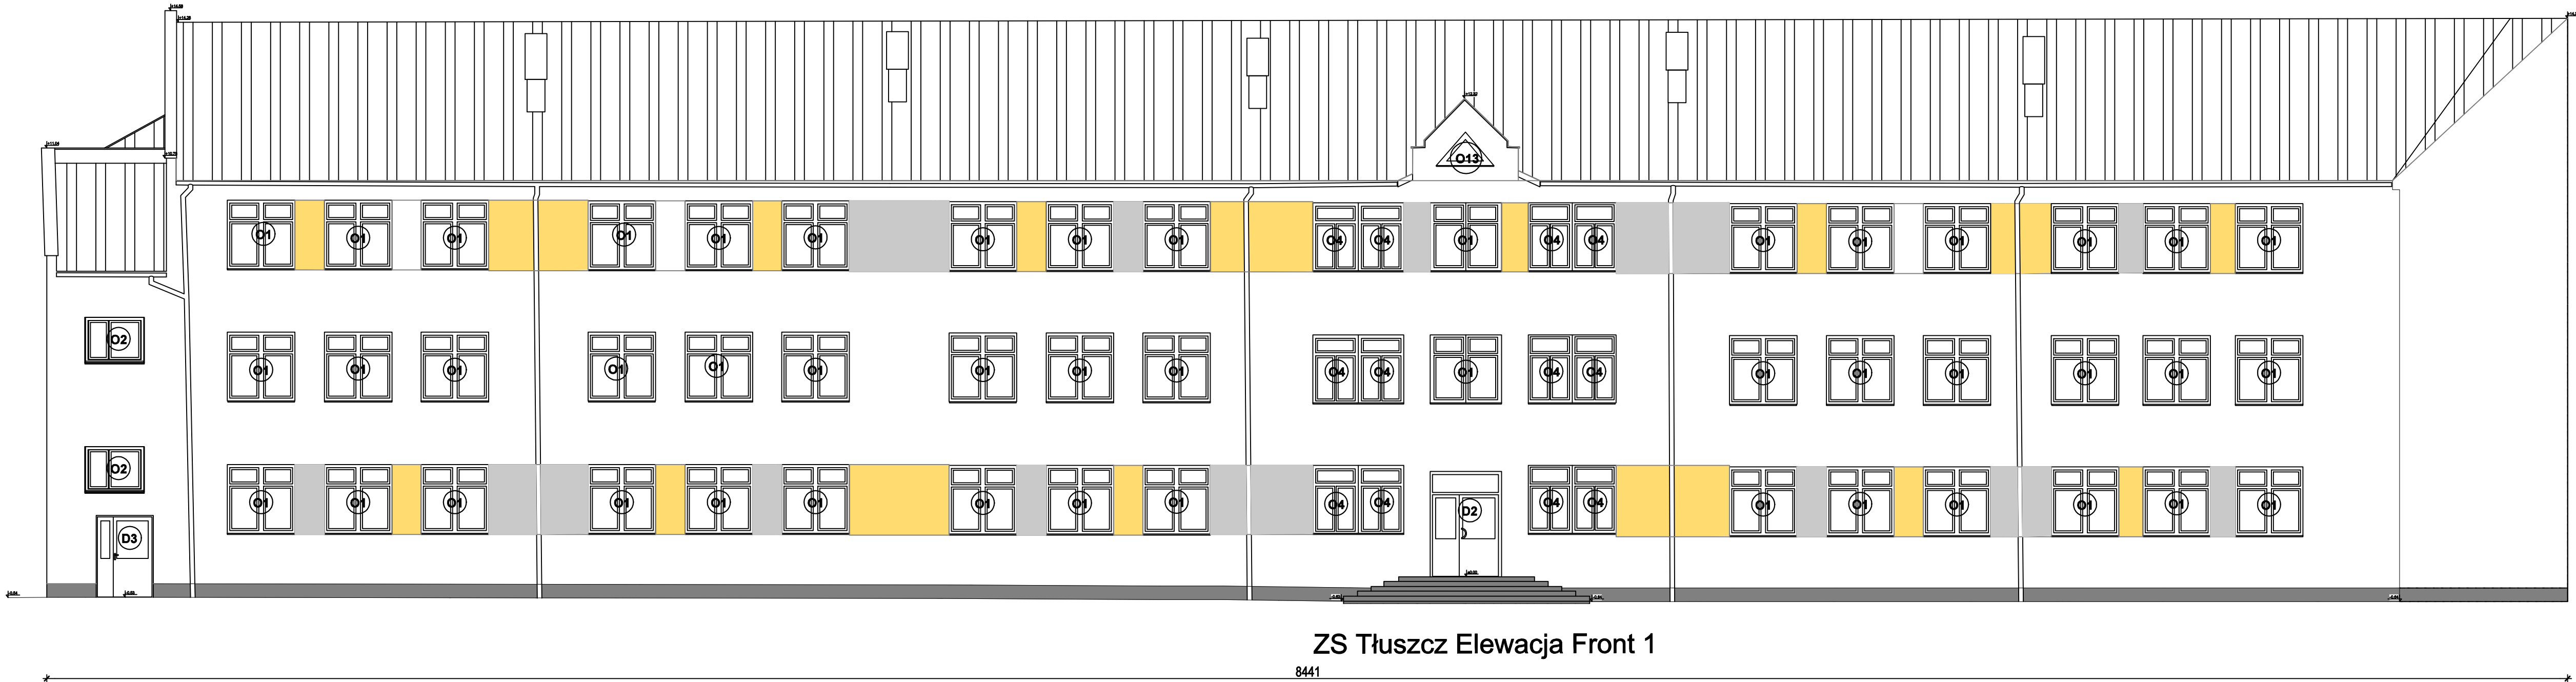 +11.04
O13
O1 O1 O1 O1 O1 O1 O1 O1 O1 O4 O4 O1 O4 O4 O1 O1 O1 O1 O1 O1
O2
O1 O1 O1 O1 O1 O1 O1 O1 O1 O4 O4 O1 O4 O4 O1 O1 O1 O1 O1 O1
O2
O1 O1 O1 O1 O1 O1 O1 O1 O1 O4 O4 D2 O4 O4 O1 O1 O1 O1 O1 O1
D3
ZS Tłuszcz Elewacja Front 1
8441